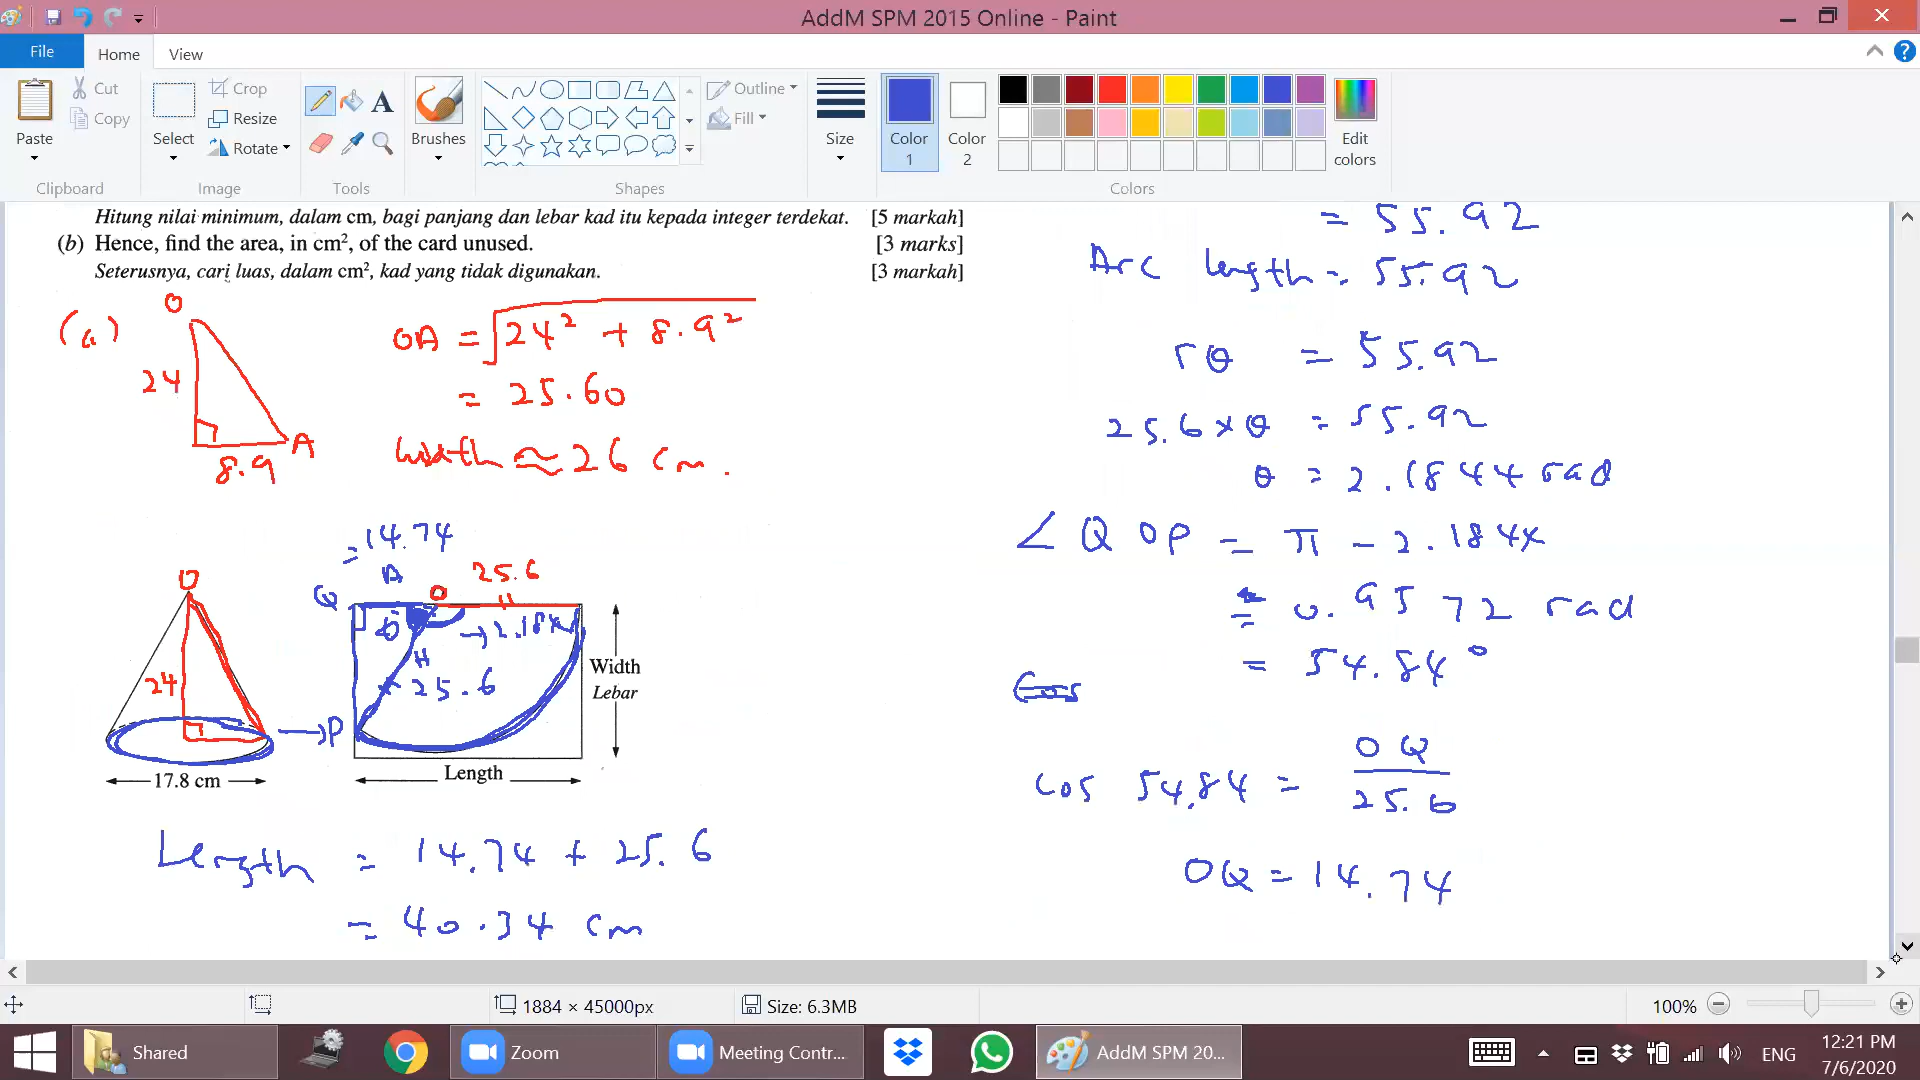 AddM SPM 2015 Online - Paint
File
Home
View
Paste
Cut
Copy
Clipboard
Select
Crop
Resize
Rotate
Image
Tools
Brushes
Shapes
Outline
Fill
Size
Color 1
Color 2
Edit colors
Colors
Hitung nilai minimum, dalam cm, bagi panjang dan lebar kad itu kepada integer terdekat. [5 markah]
(b) Hence, find the area, in cm², of the card unused. [3 marks]
Seterusnya, cari luas, dalam cm², kad yang tidak digunakan. [3 markah]
(a)
O
24
8.9
A
OA = √24² + 8.9²
= 25.60
Width ≈ 26 cm.
O
24
17.8 cm
→P
= 14.74
A
Q
O
25.6
→2.184
H
25.6
Width
Lebar
Length
Length = 14.74 + 25.6
= 40.34 cm
= 55.92
Arc length = 55.92
rθ = 55.92
25.6 × θ = 55.92
θ = 2.1844 rad
∠ QOP = π - 2.184
= 0.9572 rad
= 54.84°
Cos
Cos 54.84 = OQ / 25.6
OQ = 14.74
1884 × 45000px
Size: 6.3MB
100%
Shared
Zoom
Meeting Contr...
AddM SPM 20...
ENG
12:21 PM
7/6/2020